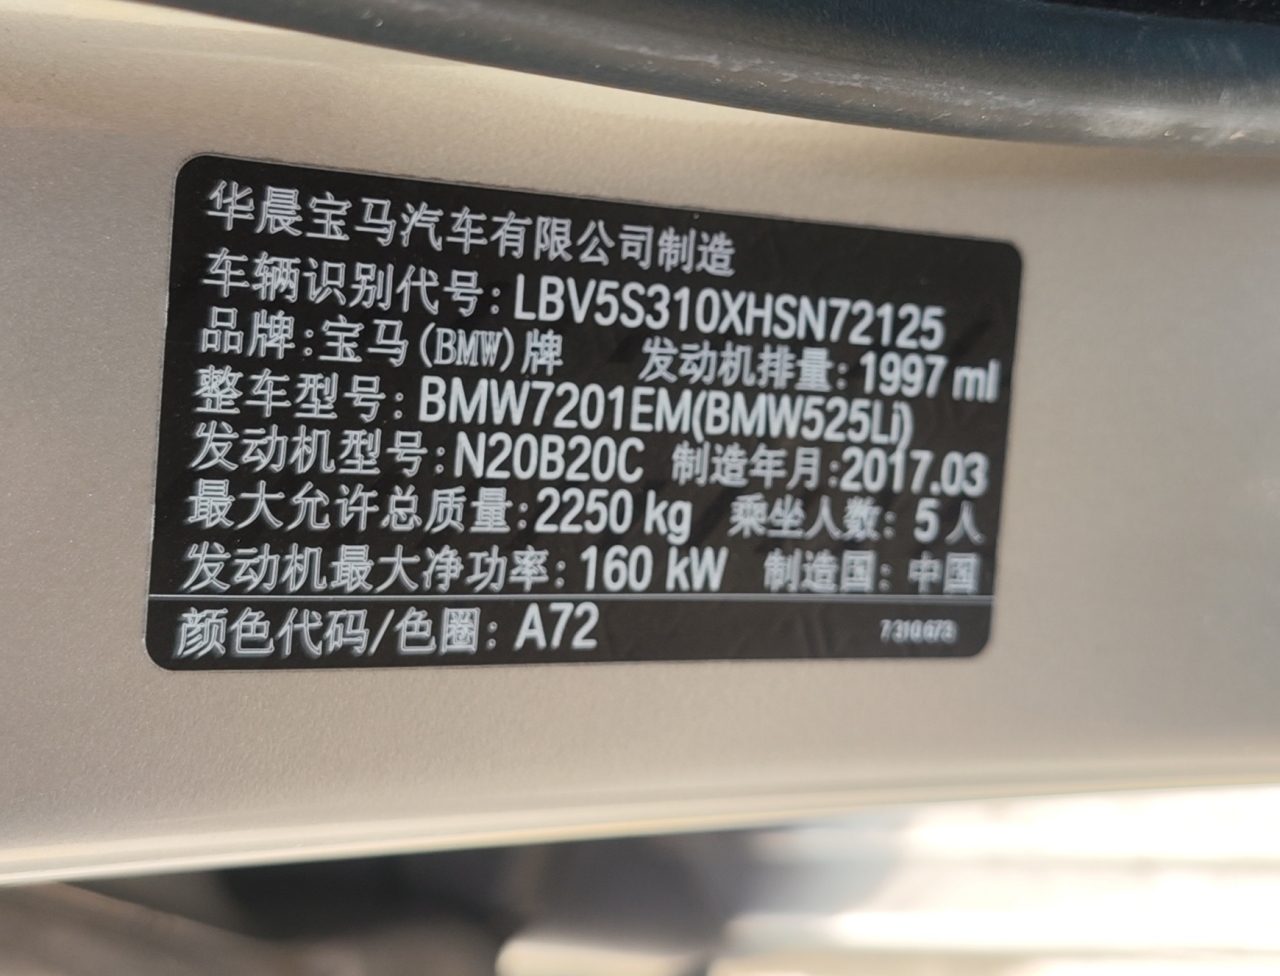 华晨宝马汽车有限公司制造
车辆识别代号: LBV5S310XHSN72125
品牌:宝马(BMW)牌 发动机排量: 1997 ml
整车型号: BMW7201EM(BMW525Li)
发动机型号: N20B20C 制造年月:2017.03
最大允许总质量: 2250 kg 乘坐人数: 5 人
发动机最大净功率: 160 kW 制造国: 中国
颜色代码/色圈: A72 7310673